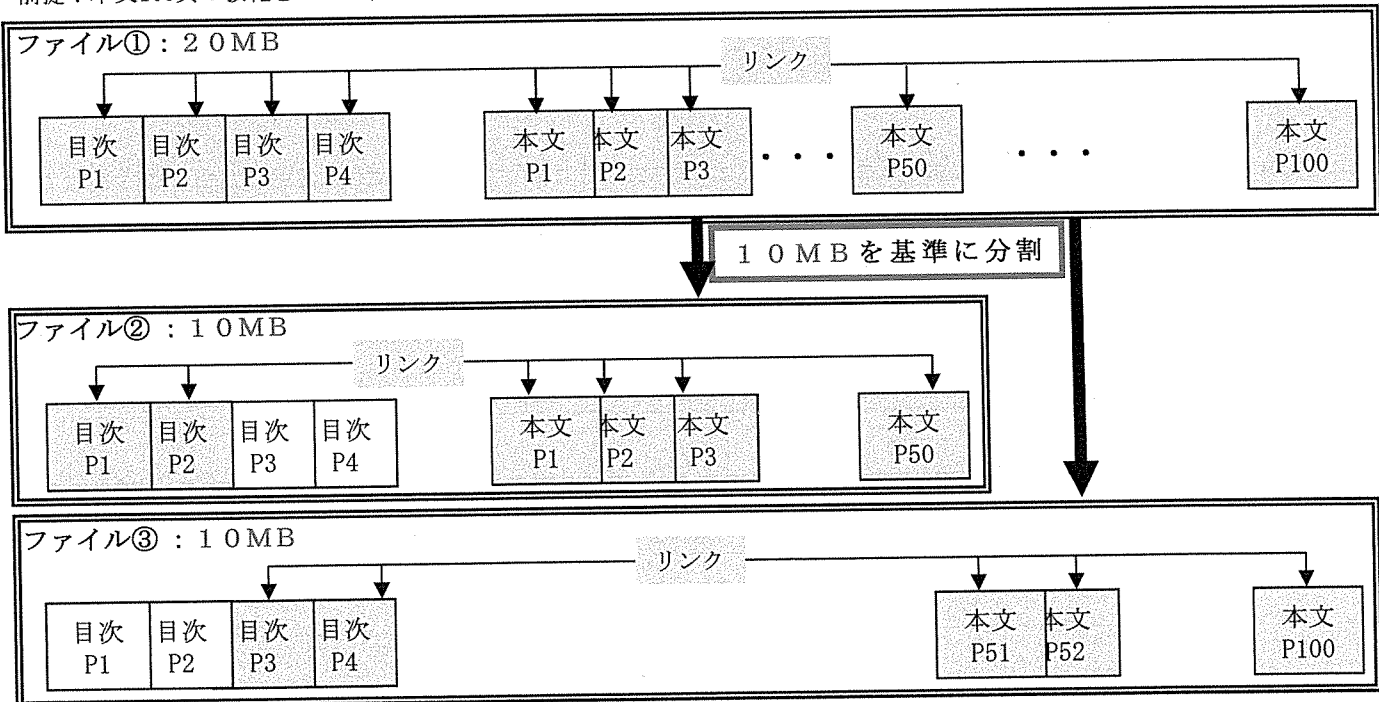 ファイル①：２０ＭＢ
リンク
目次 目次 目次 目次 本文 本文 本文 本文 本文
P1 P2 P3 P4 P1 P2 P3 ・・・ P50 ・・・ P100
１０ＭＢを基準に分割
ファイル②：１０ＭＢ
リンク
目次 目次 目次 目次 本文 本文 本文 本文
P1 P2 P3 P4 P1 P2 P3 P50
ファイル③：１０ＭＢ
リンク
目次 目次 目次 目次 本文 本文 本文
P1 P2 P3 P4 P51 P52 P100